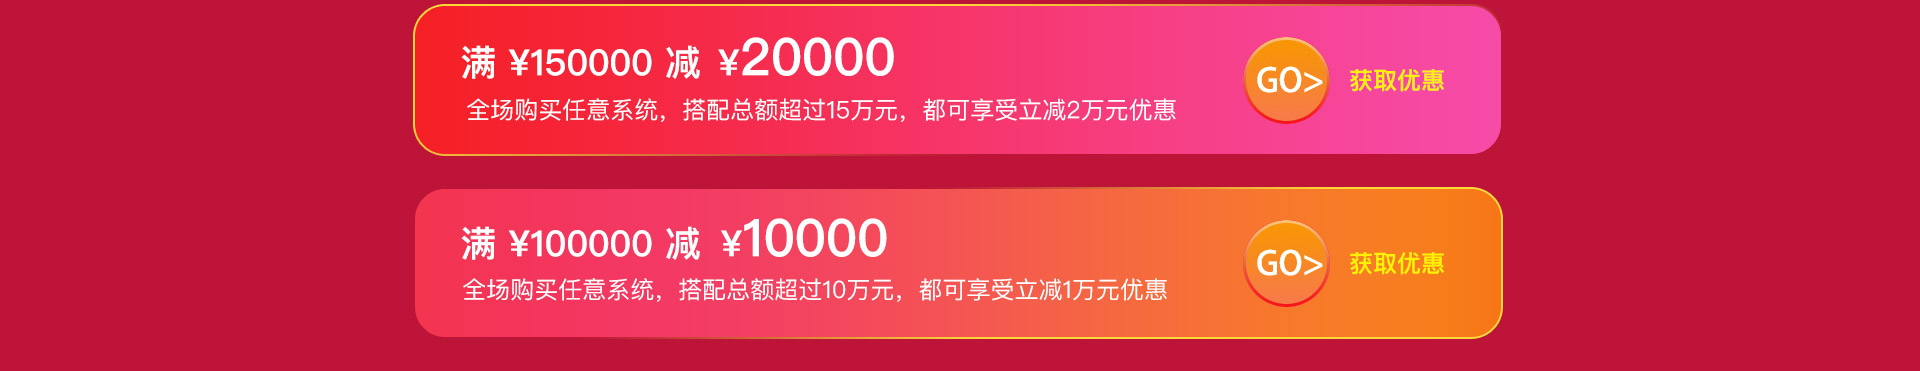 满 ¥150000 减 ¥20000
全场购买任意系统，搭配总额超过15万元，都可享受立减2万元优惠
GO> 获取优惠
满 ¥100000 减 ¥10000
全场购买任意系统，搭配总额超过10万元，都可享受立减1万元优惠
GO> 获取优惠